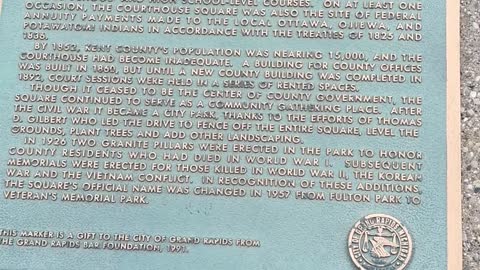 SCHOOL-LEVEL COURSES. ON AT LEAST ONE
OCCASION, THE COURTHOUSE SQUARE WAS ALSO THE SITE OF FEDERAL
ANNUITY PAYMENTS MADE TO THE LOCAL OTTAWA, OJIJEWA, AND
POTAWATOMI INDIANS IN ACCORDANCE WITH THE TREATIES OF 1825 AND
1836.
BY 1853, KENT COUNTY'S POPULATION WAS NEARING 15,000, AND THE
COURTHOUSE HAD BECOME INADEQUATE. A BUILDING FOR COUNTY OFFICES
WAS BUILT IN 1860, BUT UNTIL A NEW COUNTY BUILDING WAS COMPLETED IN
1892, COURT SESSIONS WERE HELD IN A SERIES OF RENTED SPACES.
THOUGH IT CEASED TO BE THE CENTER OF COUNTY GOVERNMENT, THE
SQUARE CONTINUED TO SERVE AS A COMMUNITY GATHERING PLACE. AFTER
THE CIVIL WAR IT BECAME A CITY PARK, THANKS TO THE EFFORTS OF THOMAS
D. GILBERT WHO LED THE DRIVE TO FENCE OFF THE ENTIRE SQUARE, LEVEL THE
GROUNDS, PLANT TREES AND ADD OTHER LANDSCAPING.
IN 1926 TWO GRANITE PILLARS WERE ERECTED IN THE PARK TO HONOR
COUNTY RESIDENTS WHO HAD DIED IN WORLD WAR I. SUBSEQUENT
MEMORIALS WERE ERECTED FOR THOSE KILLED IN WORLD WAR II, THE KOREAN
WAR AND THE VIETNAM CONFLICT. IN RECOGNITION OF THESE ADDITIONS,
THE SQUARE'S OFFICIAL NAME WAS CHANGED IN 1957 FROM FULTON PARK TO
VETERAN'S MEMORIAL PARK.
THIS MARKER IS A GIFT TO THE CITY OF GRAND RAPIDS FROM
THE GRAND RAPIDS BAR FOUNDATION, 1991.